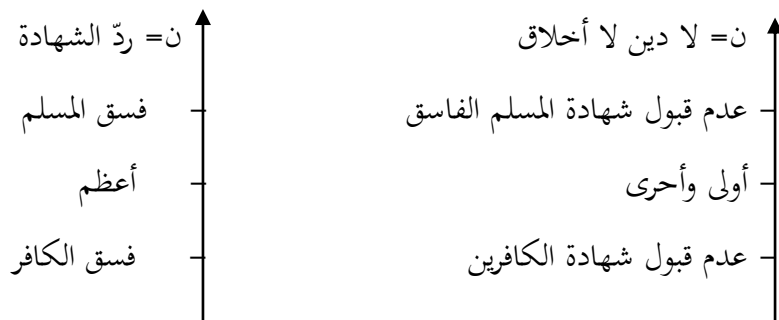 ن= لا دين لا أخلاق
عدم قبول شهادة المسلم الفاسق
أولى وأحرى
عدم قبول شهادة الكافرين
ن= ردّ الشهادة
فسق المسلم
أعظم
فسق الكافر